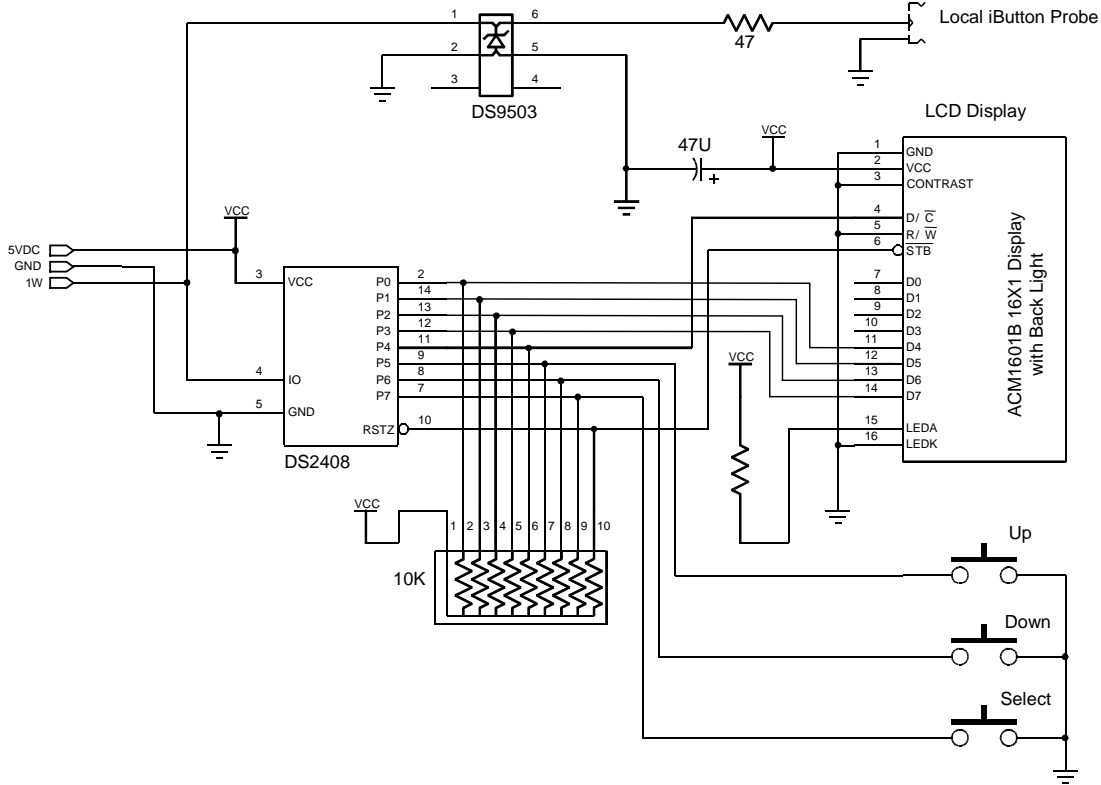 1
6
Local iButton Probe
47
2
5
3
4
DS9503
LCD Display
47U
VCC
+
1 GND
2 VCC
3 CONTRAST
4 D/ C
5 R/ W
6 STB
7 D0
8 D1
9 D2
10 D3
11 D4
12 D5
13 D6
14 D7
15 LEDA
16 LEDK
ACM1601B 16X1 Display
with Back Light
VCC
5VDC
GND
1W
3 VCC
4 IO
5 GND
P0 2
P1 14
P2 13
P3 12
P4 11
P5 9
P6 8
P7 7
RSTZ 10
DS2408
VCC
VCC
1 2 3 4 5 6 7 8 9 10
10K
Up
Down
Select